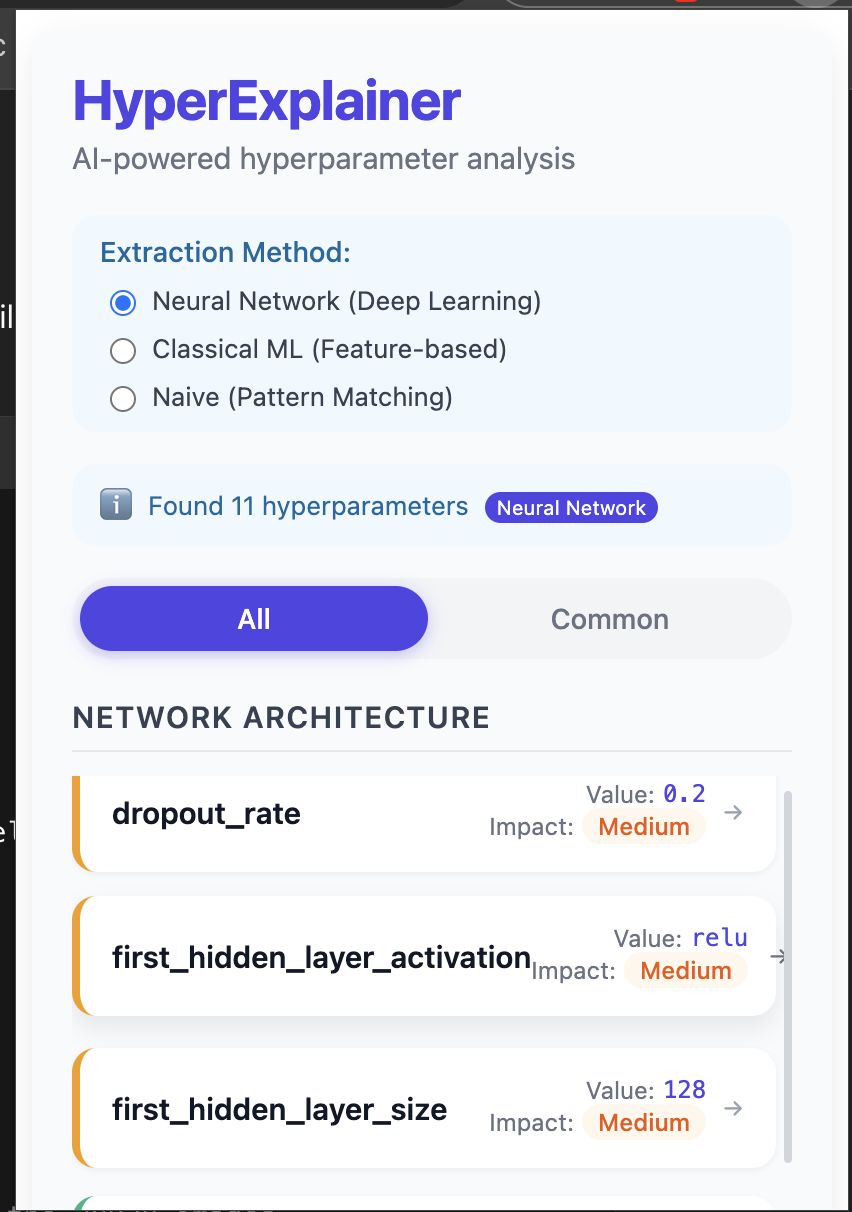 HyperExplainer
AI-powered hyperparameter analysis
Extraction Method:
Neural Network (Deep Learning)
Classical ML (Feature-based)
Naive (Pattern Matching)
Found 11 hyperparameters Neural Network
All Common
NETWORK ARCHITECTURE
dropout_rate
Value: 0.2
Impact: Medium
first_hidden_layer_activation
Value: relu
Impact: Medium
first_hidden_layer_size
Value: 128
Impact: Medium